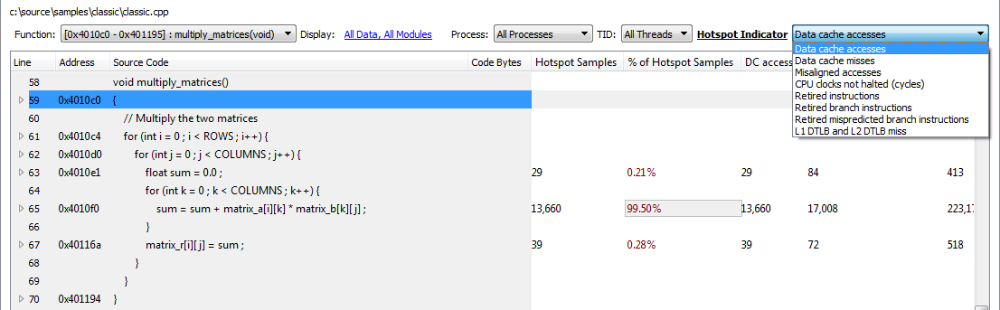 c:\source\samples\classic\classic.cpp
Function: [0x4010c0 - 0x401195] : multiply_matrices(void) Display: All Data, All Modules Process: All Processes TID: All Threads Hotspot Indicator Data cache accesses
Data cache accesses
Data cache misses
Misaligned accesses
CPU clocks not halted (cycles)
Retired instructions
Retired branch instructions
Retired mispredicted branch instructions
L1 DTLB and L2 DTLB miss
Line Address Source Code Code Bytes Hotspot Samples % of Hotspot Samples DC access
58 void multiply_matrices()
59 0x4010c0 {
60 // Multiply the two matrices
61 0x4010c4 for (int i = 0 ; i < ROWS ; i++) {
62 0x4010d0 for (int j = 0 ; j < COLUMNS ; j++) {
63 0x4010e1 float sum = 0.0 ; 29 0.21% 29 84 413
64 for (int k = 0 ; k < COLUMNS ; k++) {
65 0x4010f0 sum = sum + matrix_a[i][k] * matrix_b[k][j] ; 13,660 99.50% 13,660 17,008 223,17
66 }
67 0x40116a matrix_r[i][j] = sum ; 39 0.28% 39 72 518
68 }
69 }
70 0x401194 }